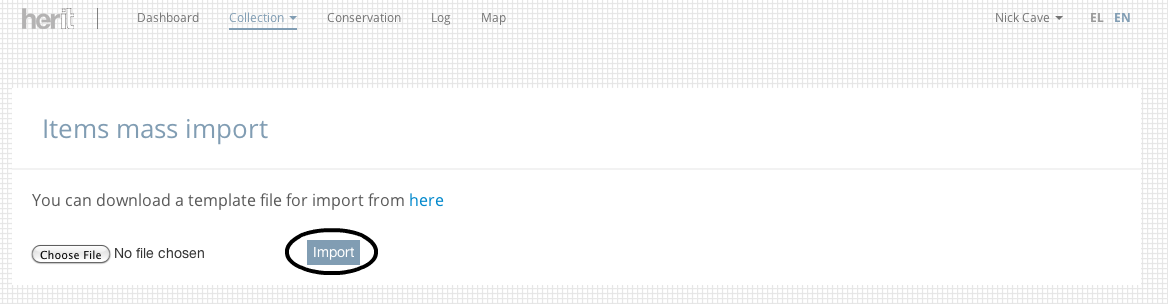 herit Dashboard Collection Conservation Log Map Nick Cave EL EN
Items mass import
You can download a template file for import from here
Choose File No file chosen Import